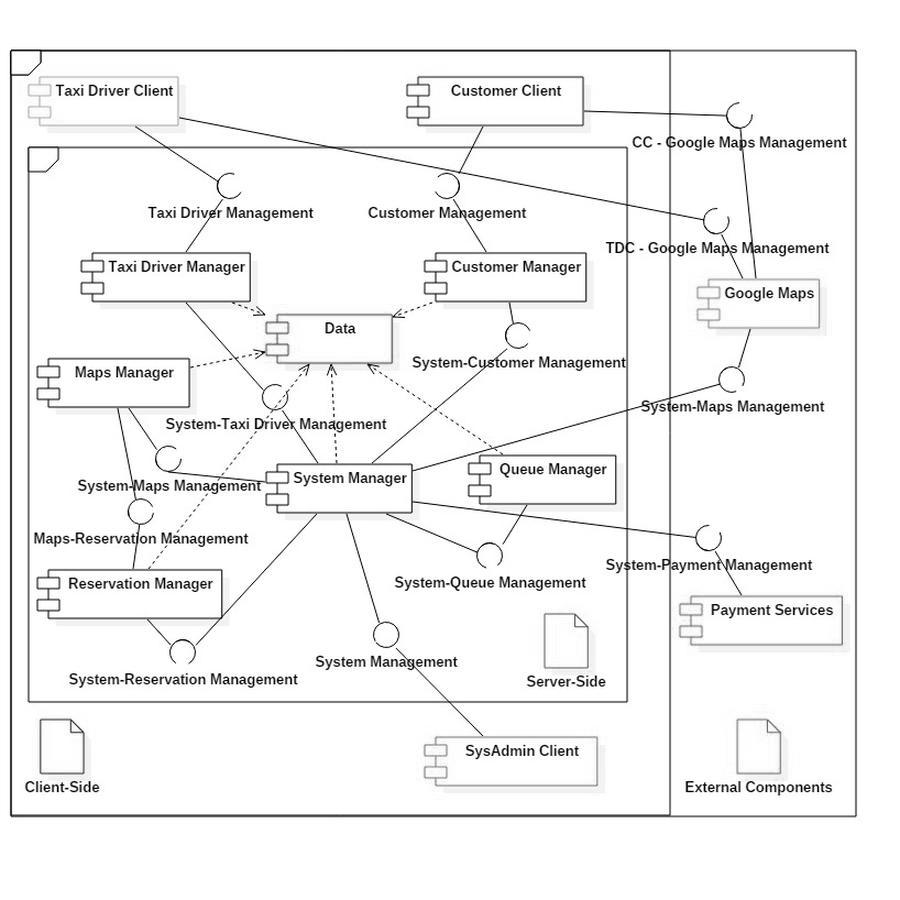 Taxi Driver Client
Customer Client
CC - Google Maps Management
Taxi Driver Management
Customer Management
TDC - Google Maps Management
Taxi Driver Manager
Customer Manager
Google Maps
Data
System-Customer Management
Maps Manager
System-Maps Management
System-Taxi Driver Management
System Manager
Queue Manager
System-Maps Management
Maps-Reservation Management
System-Payment Management
Reservation Manager
System-Queue Management
Payment Services
System Management
System-Reservation Management
Server-Side
SysAdmin Client
Client-Side
External Components